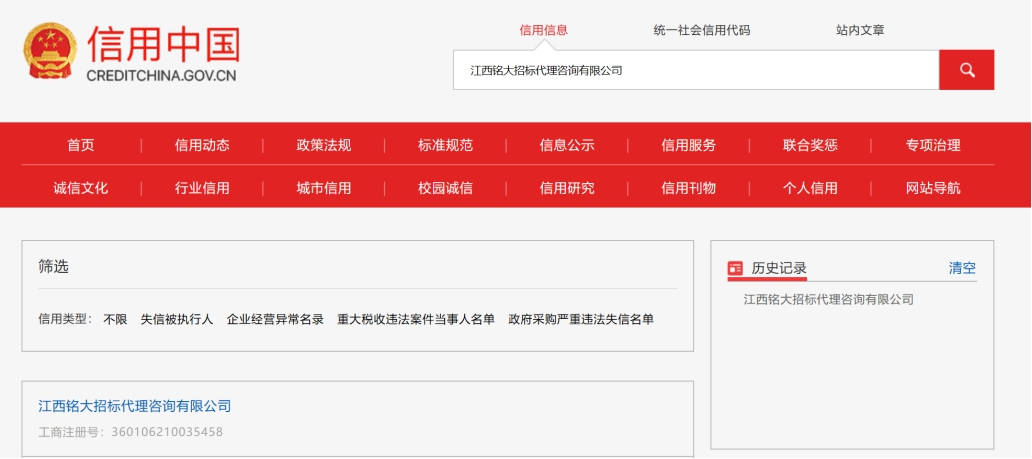 信用中国
CREDITCHINA.GOV.CN
信用信息 统一社会信用代码 站内文章
江西铭大招标代理咨询有限公司
首页 | 信用动态 | 政策法规 | 标准规范 | 信息公示 | 信用服务 | 联合奖惩 | 专项治理
诚信文化 | 行业信用 | 城市信用 | 校园诚信 | 信用研究 | 信用刊物 | 个人信用 | 网站导航
筛选
信用类型: 不限 失信被执行人 企业经营异常名录 重大税收违法案件当事人名单 政府采购严重违法失信名单
历史记录 清空
江西铭大招标代理咨询有限公司
江西铭大招标代理咨询有限公司
工商注册号: 360106210035458